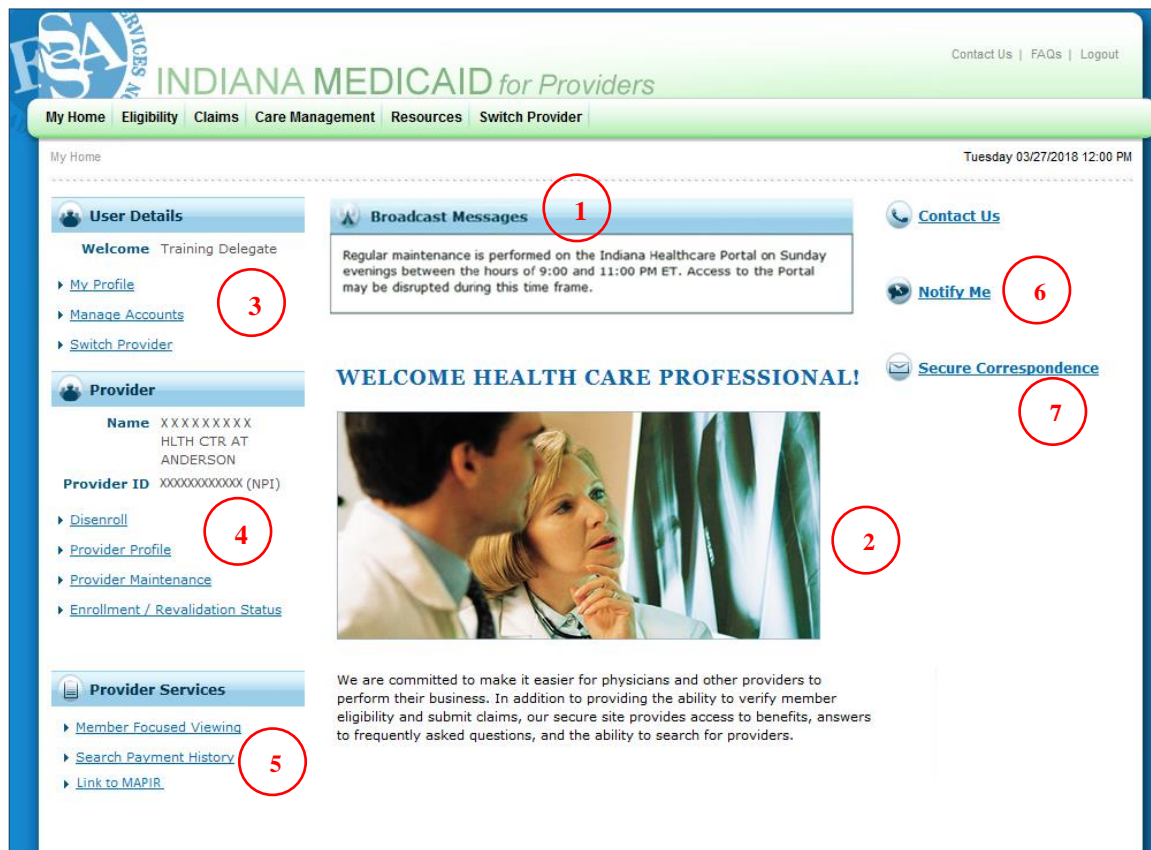 FSSA
SERVICES
INDIANA MEDICAID for Providers
Contact Us | FAQs | Logout
My Home Eligibility Claims Care Management Resources Switch Provider
My Home
Tuesday 03/27/2018 12:00 PM
User Details
Welcome Training Delegate
My Profile
Manage Accounts
Switch Provider
3
Provider
Name XXXXXXXXX
HLTH CTR AT
ANDERSON
Provider ID XXXXXXXXXXXX (NPI)
Disenroll
Provider Profile
Provider Maintenance
Enrollment / Revalidation Status
4
Provider Services
Member Focused Viewing
Search Payment History
Link to MAPIR
5
Broadcast Messages
1
Regular maintenance is performed on the Indiana Healthcare Portal on Sunday
evenings between the hours of 9:00 and 11:00 PM ET. Access to the Portal
may be disrupted during this time frame.
WELCOME HEALTH CARE PROFESSIONAL!
2
We are committed to make it easier for physicians and other providers to
perform their business. In addition to providing the ability to verify member
eligibility and submit claims, our secure site provides access to benefits, answers
to frequently asked questions, and the ability to search for providers.
Contact Us
Notify Me
6
Secure Correspondence
7